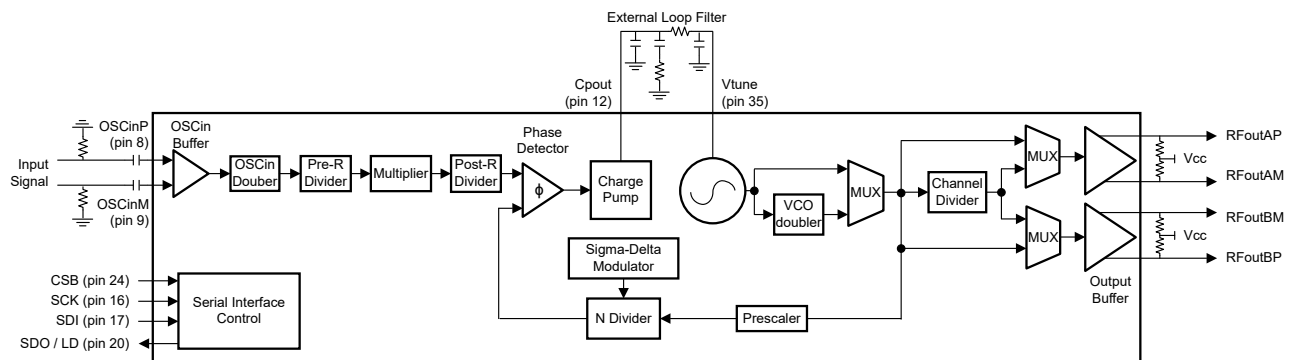 External Loop Filter
Cpout
(pin 12)
Vtune
(pin 35)
OSCinP
(pin 8)
OSCin
Buffer
Input
Signal
OSCinM
(pin 9)
OSCin
Douber
Pre-R
Divider
Multiplier
Post-R
Divider
Phase
Detector
ϕ
Charge
Pump
VCO
doubler
MUX
Channel
Divider
MUX
MUX
Output
Buffer
RFoutAP
Vcc
RFoutAM
RFoutBM
Vcc
RFoutBP
Sigma-Delta
Modulator
N Divider
Prescaler
CSB (pin 24)
SCK (pin 16)
SDI (pin 17)
SDO / LD (pin 20)
Serial Interface
Control